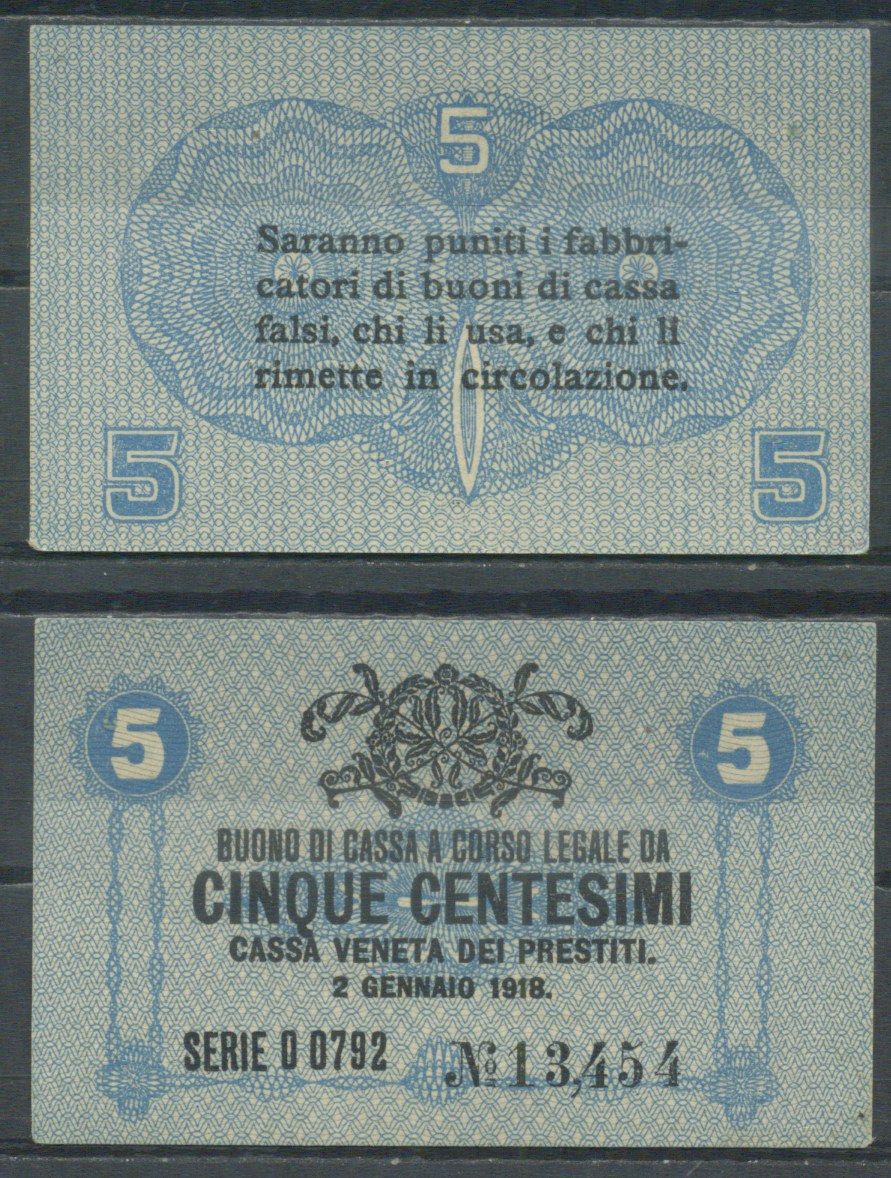 5
Saranno puniti i fabbri-
catori di buoni di cassa
falsi, chi li usa, e chi li
rimette in circolazione.
5 5
5 5
BUONO DI CASSA A CORSO LEGALE DA
CINQUE CENTESIMI
CASSA VENETA DEI PRESTITI.
2 GENNAIO 1918.
SERIE O 0792 No 13,454